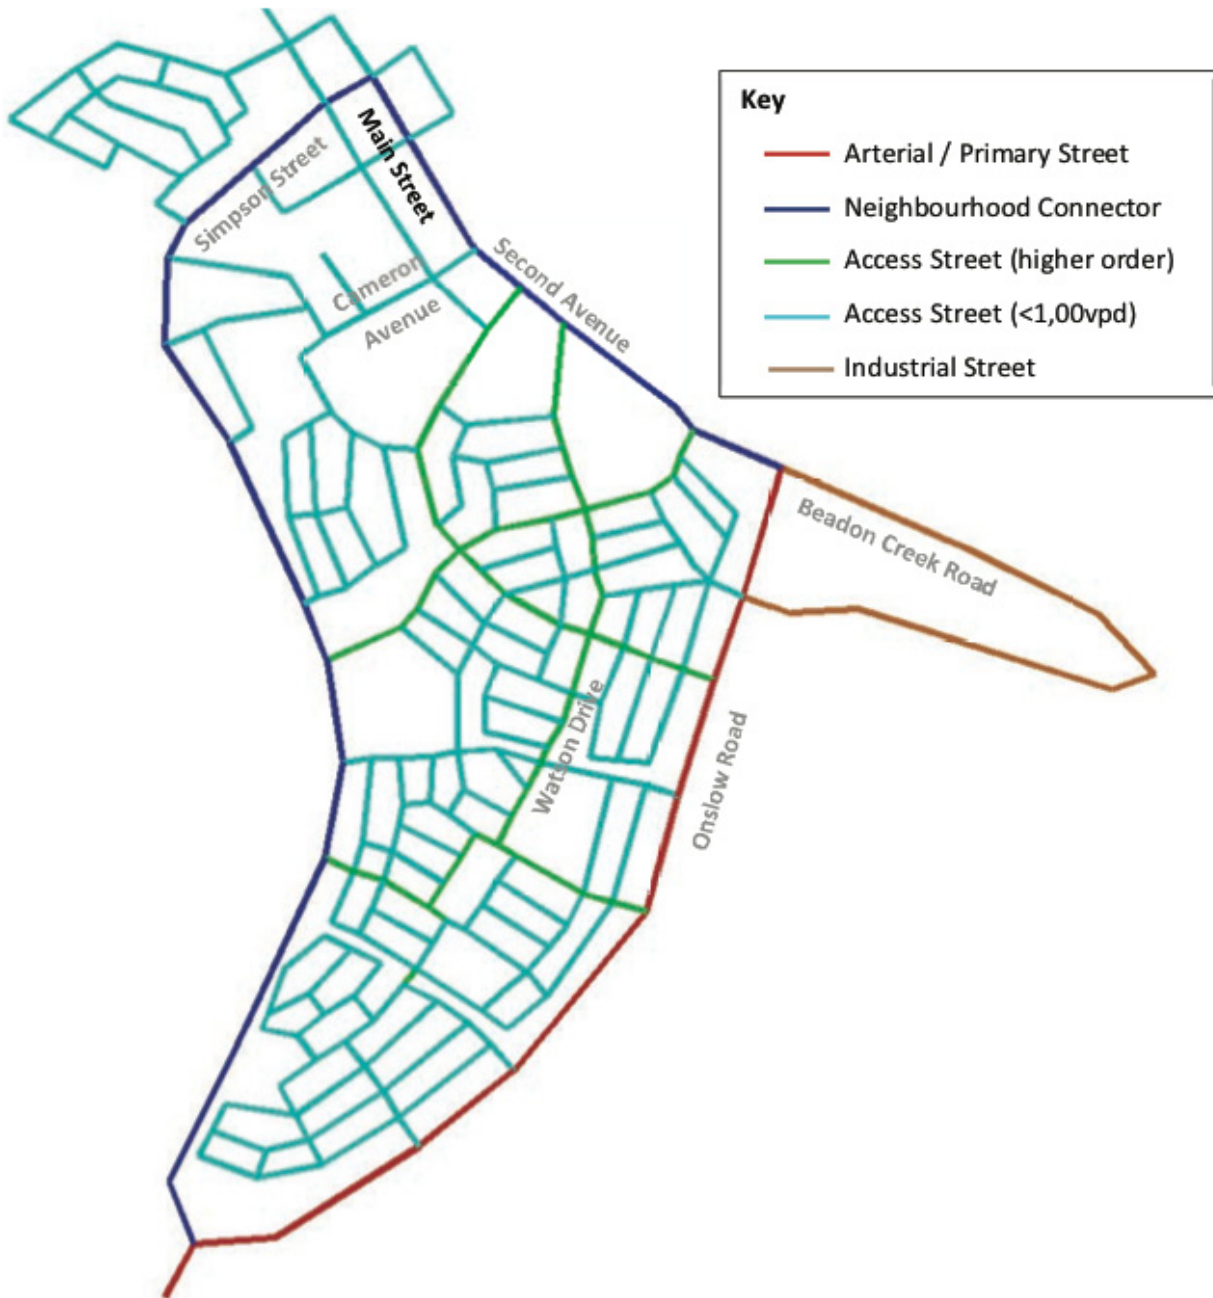 Key
Arterial / Primary Street
Neighbourhood Connector
Access Street (higher order)
Access Street (<1,00vpd)
Industrial Street
Main Street
Simpson Street
Cameron
Avenue
Second Avenue
Beadon Creek Road
Watson Drive
Onslow Road